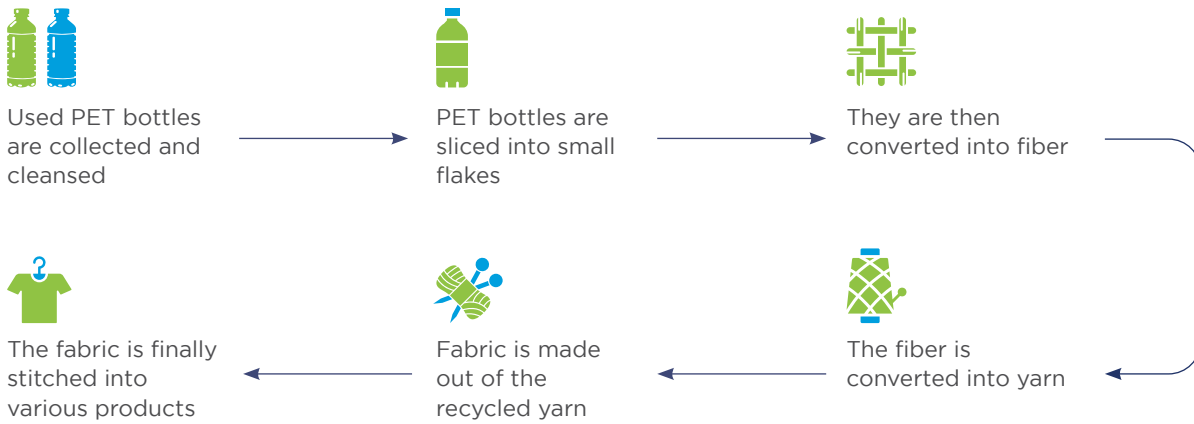 Used PET bottles
are collected and
cleansed
PET bottles are
sliced into small
flakes
They are then
converted into fiber
The fiber is
converted into yarn
Fabric is made
out of the
recycled yarn
The fabric is finally
stitched into
various products